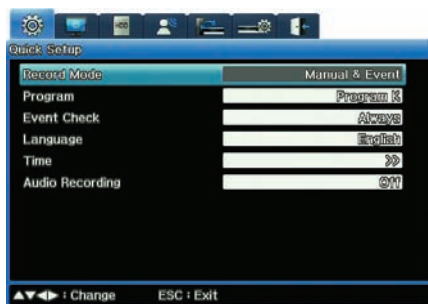 HDD
Quick Setup
Record Mode Manual & Event
Program Program K
Event Check Always
Language English
Time >>
Audio Recording Off
▲▼◀▶ : Change ESC : Exit